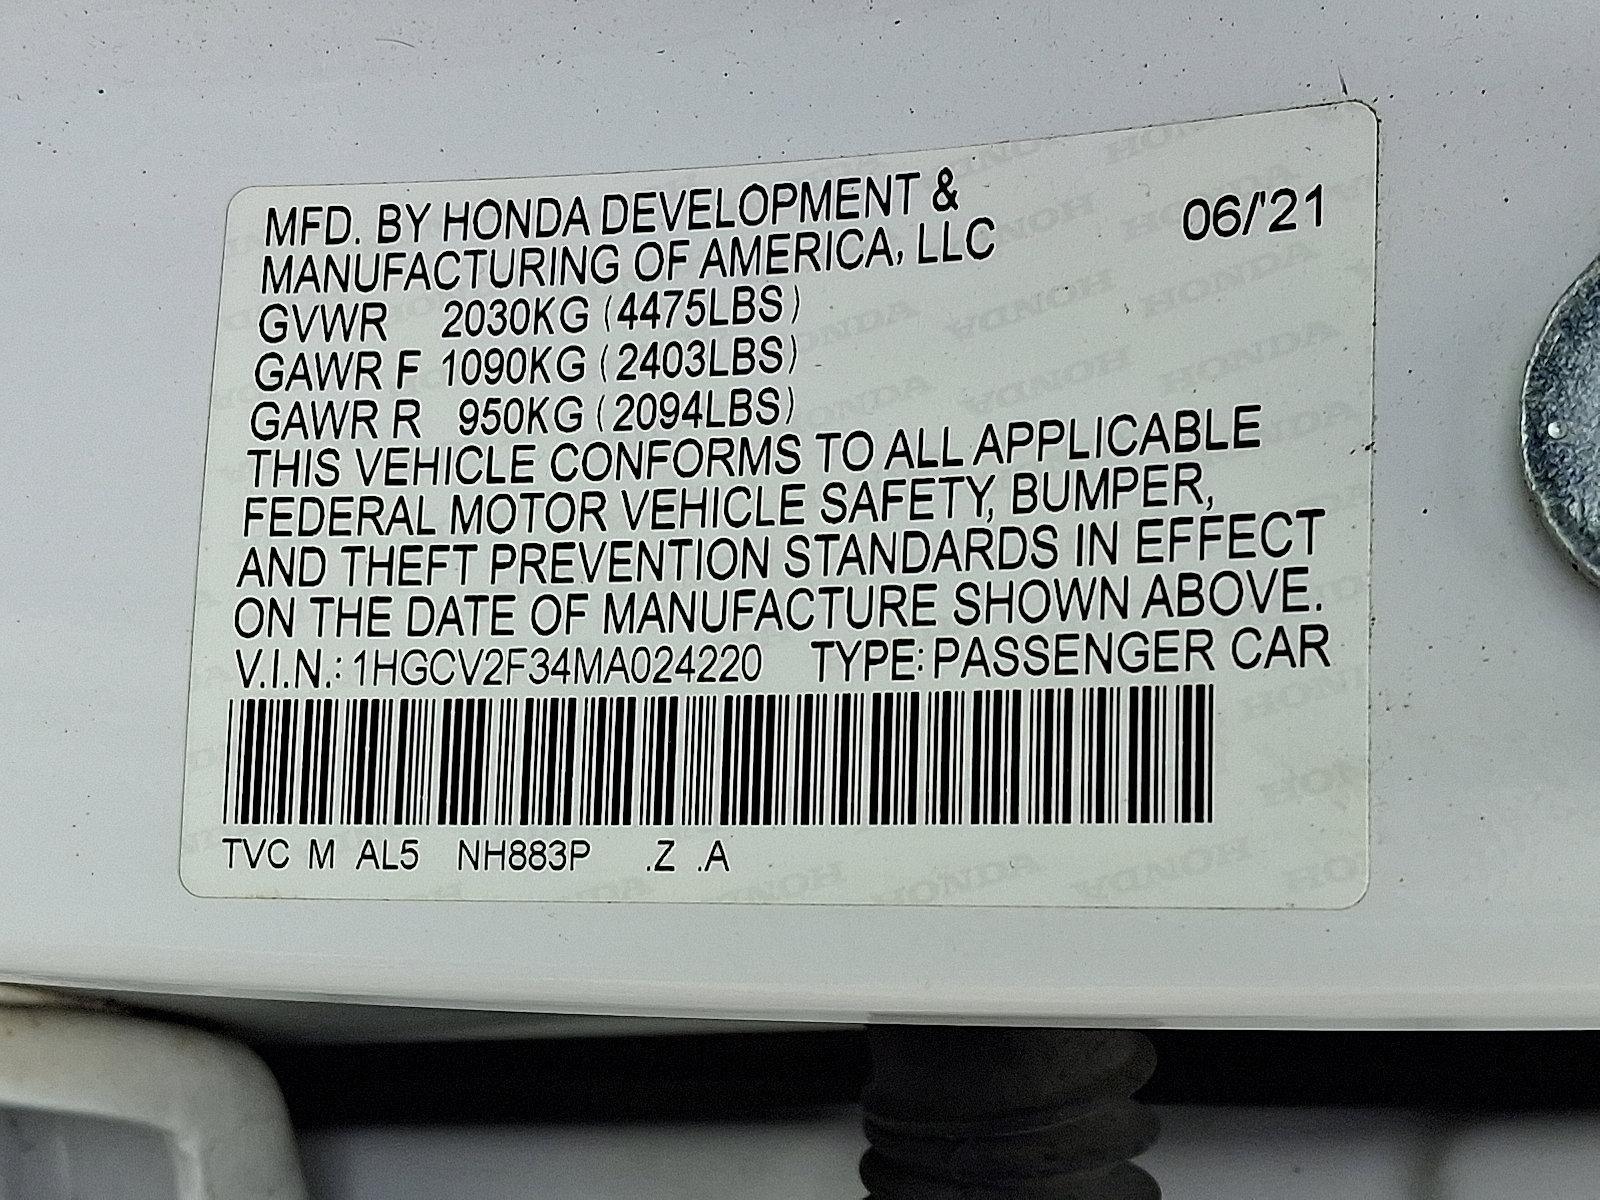 MFD. BY HONDA DEVELOPMENT &
MANUFACTURING OF AMERICA, LLC
06/'21
GVWR 2030KG (4475LBS)
GAWR F 1090KG (2403LBS)
GAWR R 950KG (2094LBS)
THIS VEHICLE CONFORMS TO ALL APPLICABLE
FEDERAL MOTOR VEHICLE SAFETY, BUMPER,
AND THEFT PREVENTION STANDARDS IN EFFECT
ON THE DATE OF MANUFACTURE SHOWN ABOVE.
V.I.N.: 1HGCV2F34MA024220 TYPE: PASSENGER CAR
TVC M AL5 NH883P .Z .A